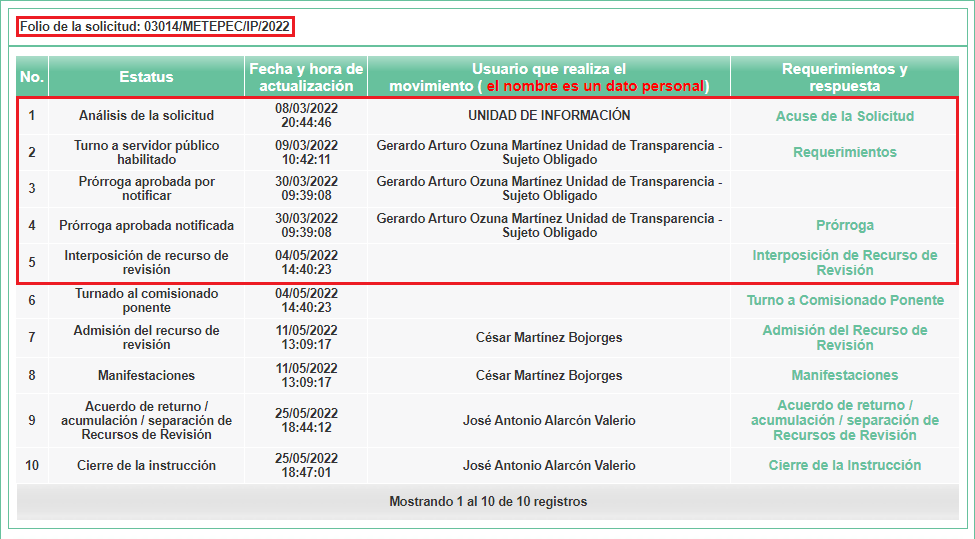 Folio de la solicitud: 03014/METEPEC/IP/2022
No. Estatus Fecha y hora de actualización Usuario que realiza el movimiento ( el nombre es un dato personal) Requerimientos y respuesta
1 Análisis de la solicitud 08/03/2022 20:44:46 UNIDAD DE INFORMACIÓN Acuse de la Solicitud
2 Turno a servidor público habilitado 09/03/2022 10:42:11 Gerardo Arturo Ozuna Martínez Unidad de Transparencia - Sujeto Obligado Requerimientos
3 Prórroga aprobada por notificar 30/03/2022 09:39:08 Gerardo Arturo Ozuna Martínez Unidad de Transparencia - Sujeto Obligado
4 Prórroga aprobada notificada 30/03/2022 09:39:08 Gerardo Arturo Ozuna Martínez Unidad de Transparencia - Sujeto Obligado Prórroga
5 Interposición de recurso de revisión 04/05/2022 14:40:23 Interposición de Recurso de Revisión
6 Turnado al comisionado ponente 04/05/2022 14:40:23 Turno a Comisionado Ponente
7 Admisión del recurso de revisión 11/05/2022 13:09:17 César Martínez Bojorges Admisión del Recurso de Revisión
8 Manifestaciones 11/05/2022 13:09:17 César Martínez Bojorges Manifestaciones
9 Acuerdo de returno / acumulación / separación de Recursos de Revisión 25/05/2022 18:44:12 José Antonio Alarcón Valerio Acuerdo de returno / acumulación / separación de Recursos de Revisión
10 Cierre de la instrucción 25/05/2022 18:47:01 José Antonio Alarcón Valerio Cierre de la Instrucción
Mostrando 1 al 10 de 10 registros